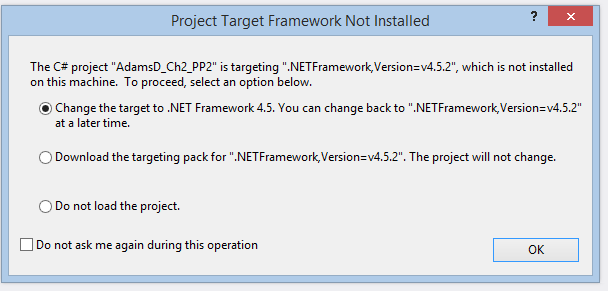 Project Target Framework Not Installed
?
The C# project "AdamsD_Ch2_PP2" is targeting ".NETFramework,Version=v4.5.2", which is not installed
on this machine. To proceed, select an option below.
Change the target to .NET Framework 4.5. You can change back to ".NETFramework,Version=v4.5.2"
at a later time.
Download the targeting pack for ".NETFramework,Version=v4.5.2". The project will not change.
Do not load the project.
Do not ask me again during this operation
OK